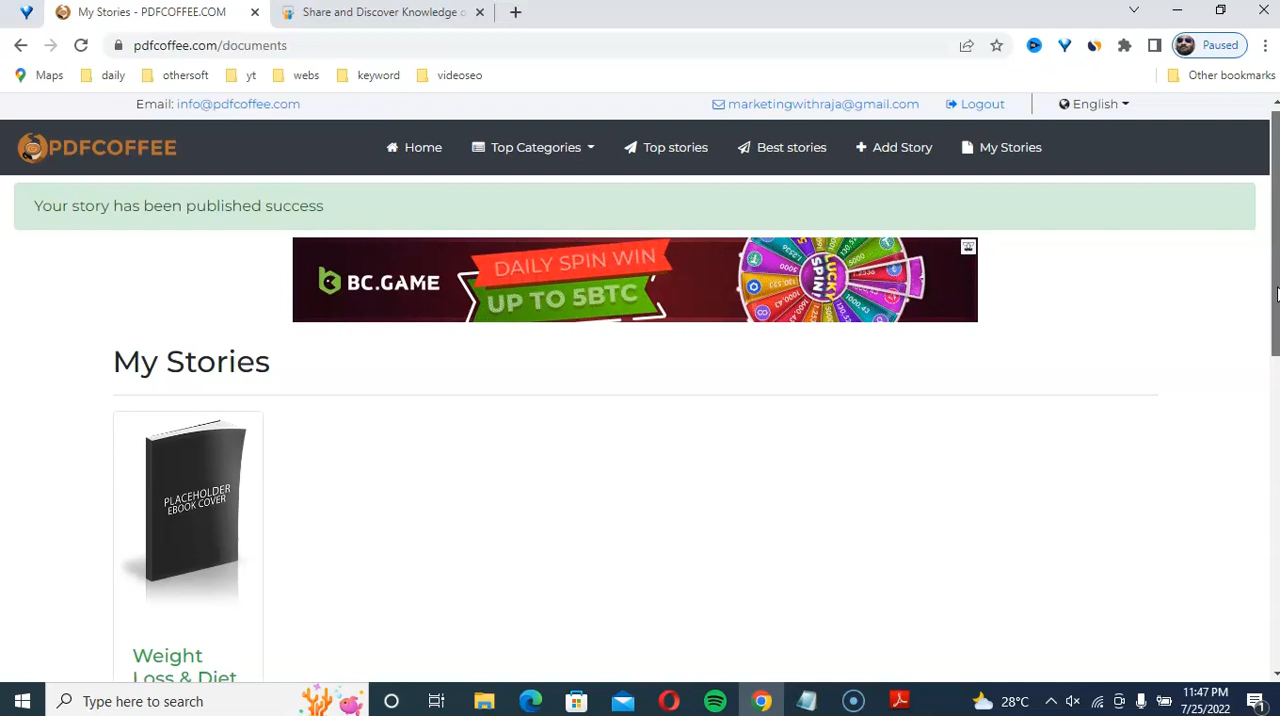 My Stories - PDFCOFFEE.COM
Share and Discover Knowledge o
pdfcoffee.com/documents
Paused
Maps daily othersoft yt webs keyword videoseo Other bookmarks
Email: info@pdfcoffee.com marketingwithraja@gmail.com Logout English
PDFCOFFEE Home Top Categories Top stories Best stories Add Story My Stories
Your story has been published success
BC.GAME
DAILY SPIN WIN
UP TO 5BTC
LUCKY
SPIN!
My Stories
PLACEHOLDER
EBOOK COVER
Weight
Loss & Diet
Type here to search
28°C
11:47 PM
7/25/2022
1